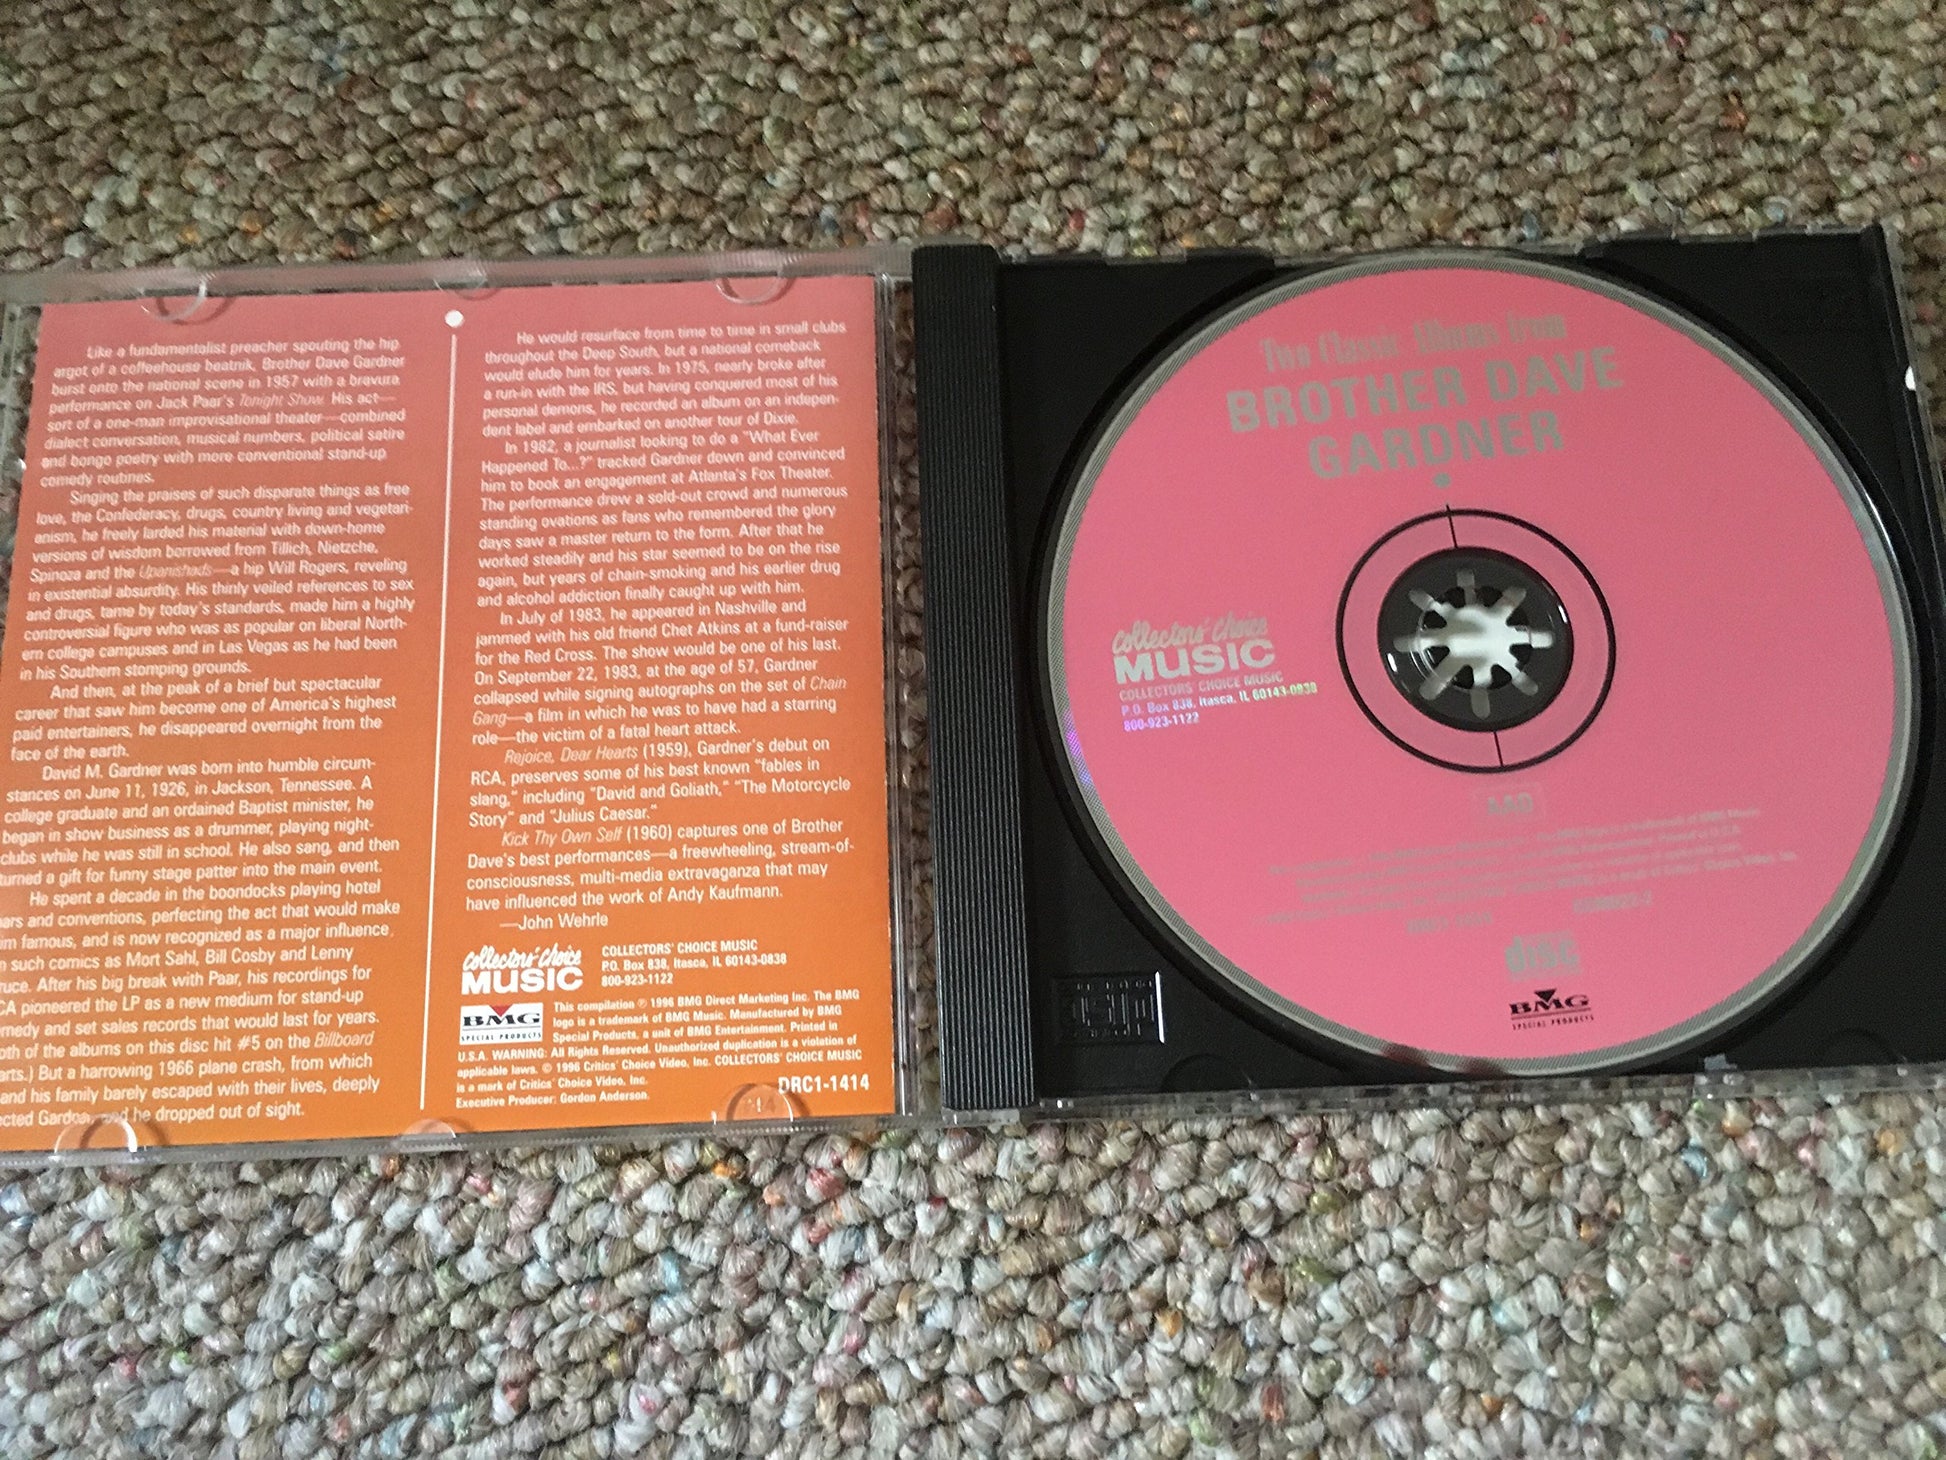 Like a fundamentalist preacher spouting the hip
argot of a coffeehouse beatnik, Brother Dave Gardner
burst onto the national scene in 1957 with a bravura
performance on Jack Paar's Tonight Show. His act—
sort of a one-man improvisational theater—combined
dialect conversation, musical numbers, political satire
and bongo poetry with more conventional stand-up
comedy routines.
Singing the praises of such disparate things as free
love, the Confederacy, drugs, country living and vegetar-
ianism, he freely larded his material with down-home
versions of wisdom borrowed from Tillich, Nietzche,
Spinoza and the Upanishads—a hip Will Rogers, reveling
in existential absurdity. His thinly veiled references to sex
and drugs, tame by today's standards, made him a highly
controversial figure who was as popular on liberal North-
ern college campuses and in Las Vegas as he had been
in his Southern stomping grounds.
And then, at the peak of a brief but spectacular
career that saw him become one of America's highest
paid entertainers, he disappeared overnight from the
face of the earth.
David M. Gardner was born into humble circum-
stances on June 11, 1926, in Jackson, Tennessee. A
college graduate and an ordained Baptist minister, he
began in show business as a drummer, playing night-
clubs while he was still in school. He also sang, and then
turned a gift for funny stage patter into the main event.
He spent a decade in the boondocks playing hotel
ars and conventions, perfecting the act that would make
im famous, and is now recognized as a major influence
n such comics as Mort Sahl, Bill Cosby and Lenny
ruce. After his big break with Paar, his recordings for
CA pioneered the LP as a new medium for stand-up
medy and set sales records that would last for years.
oth of the albums on this disc hit #5 on the Billboard
arts.) But a harrowing 1966 plane crash, from which
and his family barely escaped with their lives, deeply
cted Gardner, and he dropped out of sight.
He would resurface from time to time in small clubs
throughout the Deep South, but a national comeback
would elude him for years. In 1975, nearly broke after
a run-in with the IRS, but having conquered most of his
personal demons, he recorded an album on an indepen-
dent label and embarked on another tour of Dixie.
In 1982, a journalist looking to do a "What Ever
Happened To...?" tracked Gardner down and convinced
him to book an engagement at Atlanta's Fox Theater.
The performance drew a sold-out crowd and numerous
standing ovations as fans who remembered the glory
days saw a master return to the form. After that he
worked steadily and his star seemed to be on the rise
again, but years of chain-smoking and his earlier drug
and alcohol addiction finally caught up with him.
In July of 1983, he appeared in Nashville and
jammed with his old friend Chet Atkins at a fund-raiser
for the Red Cross. The show would be one of his last.
On September 22, 1983, at the age of 57, Gardner
collapsed while signing autographs on the set of Chain
Gang—a film in which he was to have had a starring
role—the victim of a fatal heart attack.
Rejoice, Dear Hearts (1959), Gardner's debut on
RCA, preserves some of his best known "fables in
slang," including "David and Goliath," "The Motorcycle
Story" and "Julius Caesar."
Kick Thy Own Self (1960) captures one of Brother
Dave's best performances—a freewheeling, stream-of-
consciousness, multi-media extravaganza that may
have influenced the work of Andy Kaufmann.
—John Wehrle
Collectors' Choice
MUSIC
COLLECTORS' CHOICE MUSIC
P.O. Box 838, Itasca, IL 60143-0838
800-923-1122
BMG
SPECIAL PRODUCTS
This compilation ℗ 1996 BMG Direct Marketing Inc. The BMG
logo is a trademark of BMG Music. Manufactured by BMG
Special Products, a unit of BMG Entertainment. Printed in
U.S.A. WARNING: All Rights Reserved. Unauthorized duplication is a violation of
applicable laws. © 1996 Critics' Choice Video, Inc. COLLECTORS' CHOICE MUSIC
is a mark of Critics' Choice Video, Inc.
Executive Producer: Gordon Anderson.
DRC1-1414
Two Classic Albums from
BROTHER DAVE
GARDNER
Collectors' Choice
MUSIC
COLLECTORS' CHOICE MUSIC
P.O. Box 838, Itasca, IL 60143-0838
800-923-1122
disc
BMG
SPECIAL PRODUCTS